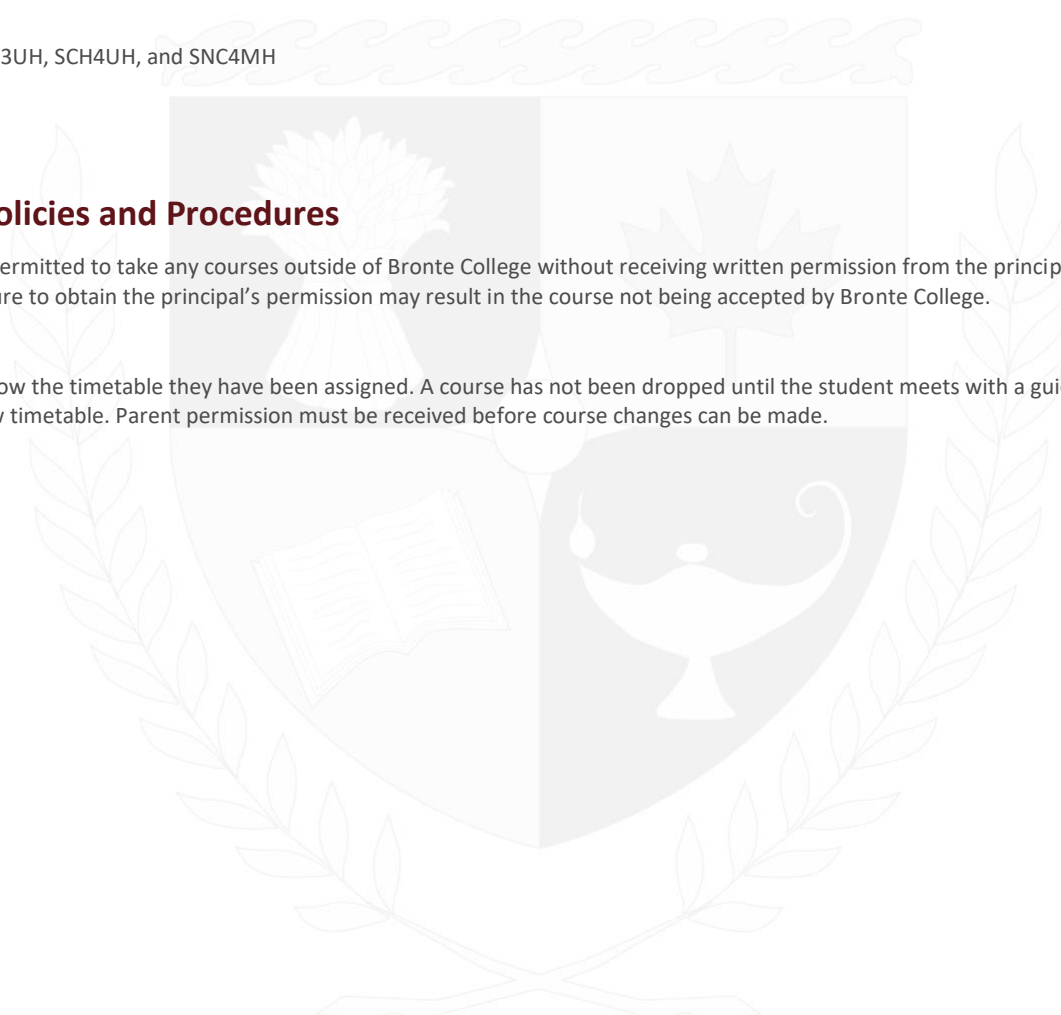 3UH, SCH4UH, and SNC4MH
olicies and Procedures
ermitted to take any courses outside of Bronte College without receiving written permission from the princip
ure to obtain the principal’s permission may result in the course not being accepted by Bronte College.
ow the timetable they have been assigned. A course has not been dropped until the student meets with a gui
timetable. Parent permission must be received before course changes can be made.